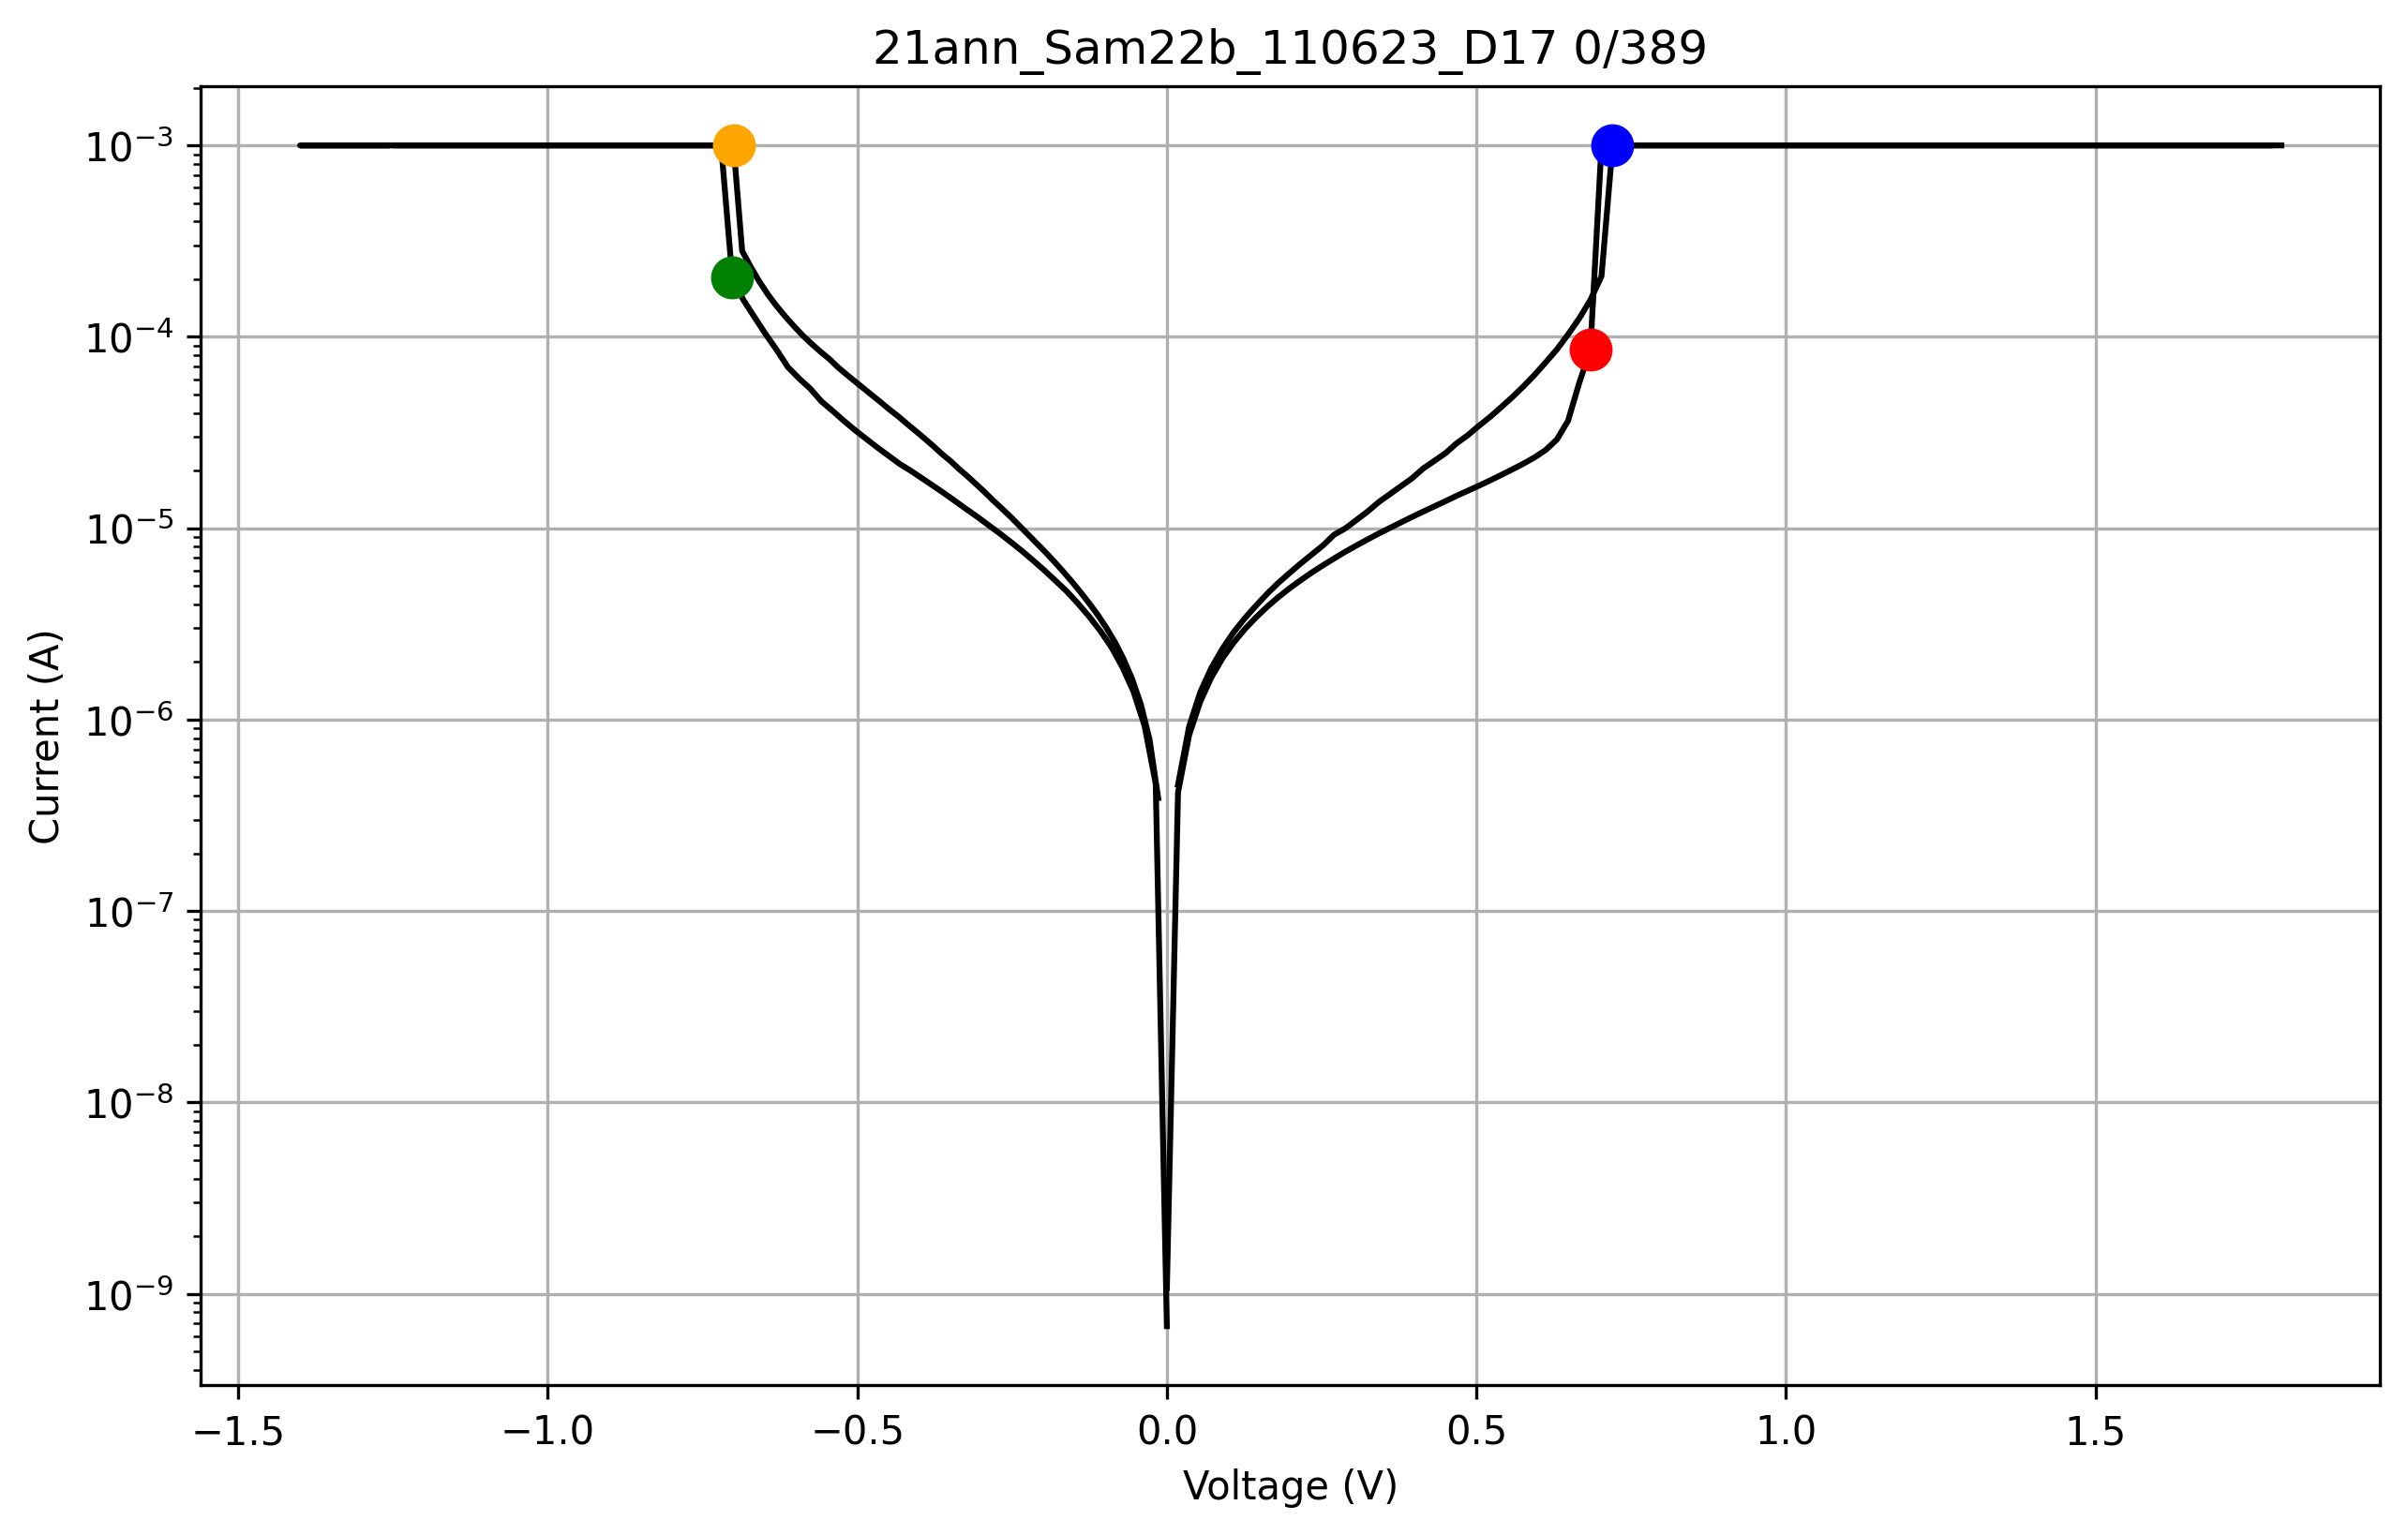 21ann_Sam22b_110623_D17 0/389
Current (A)
10⁻³
10⁻⁴
10⁻⁵
10⁻⁶
10⁻⁷
10⁻⁸
10⁻⁹
−1.5 −1.0 −0.5 0.0 0.5 1.0 1.5
Voltage (V)